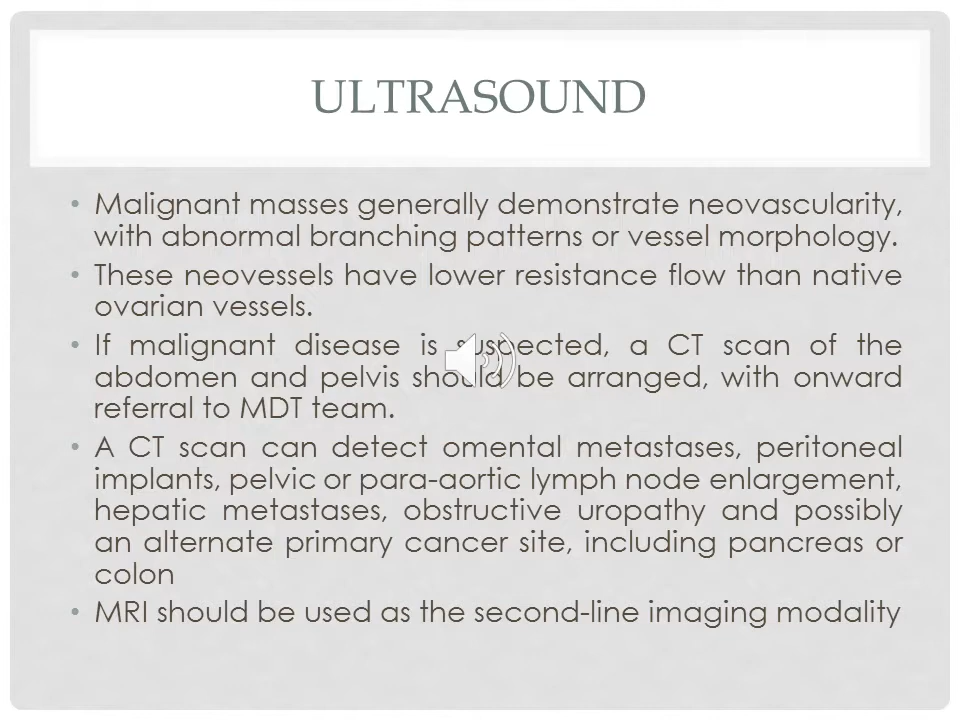 ULTRASOUND
• Malignant masses generally demonstrate neovascularity,
with abnormal branching patterns or vessel morphology.
• These neovessels have lower resistance flow than native
ovarian vessels.
• If malignant disease is suspected, a CT scan of the
abdomen and pelvis should be arranged, with onward
referral to MDT team.
• A CT scan can detect omental metastases, peritoneal
implants, pelvic or para-aortic lymph node enlargement,
hepatic metastases, obstructive uropathy and possibly
an alternate primary cancer site, including pancreas or
colon
• MRI should be used as the second-line imaging modality